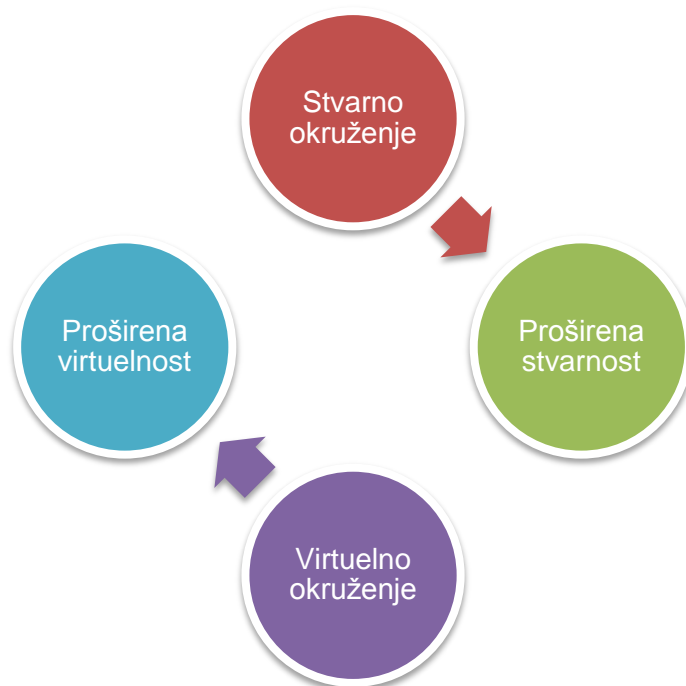 Stvarno
okruženje
Proširena
stvarnost
Virtuelno
okruženje
Proširena
virtuelnost